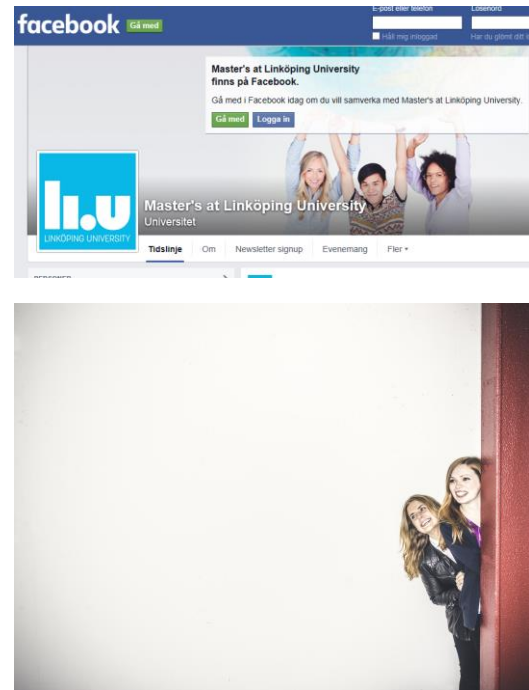 facebook Gå med
E-post eller telefon Lösenord
Håll mig inloggad Har du glömt ditt
Master's at Linköping University
finns på Facebook.
Gå med i Facebook idag om du vill samverka med Master's at Linköping University.
Gå med Logga in
li.u
LINKÖPING UNIVERSITY
Master's at Linköping University
Universitet
Tidslinje Om Newsletter signup Evenemang Fler